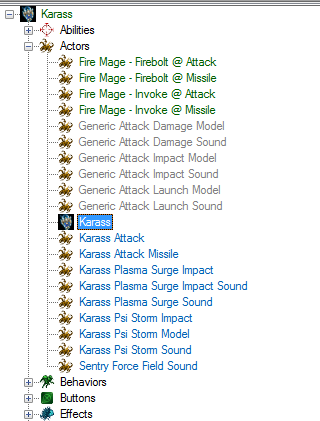 Karass
Abilities
Actors
Fire Mage - Firebolt @ Attack
Fire Mage - Firebolt @ Missile
Fire Mage - Invoke @ Attack
Fire Mage - Invoke @ Missile
Generic Attack Damage Model
Generic Attack Damage Sound
Generic Attack Impact Model
Generic Attack Impact Sound
Generic Attack Launch Model
Generic Attack Launch Sound
Karass
Karass Attack
Karass Attack Missile
Karass Plasma Surge Impact
Karass Plasma Surge Impact Sound
Karass Plasma Surge Sound
Karass Psi Storm Impact
Karass Psi Storm Model
Karass Psi Storm Sound
Sentry Force Field Sound
Behaviors
Buttons
Effects